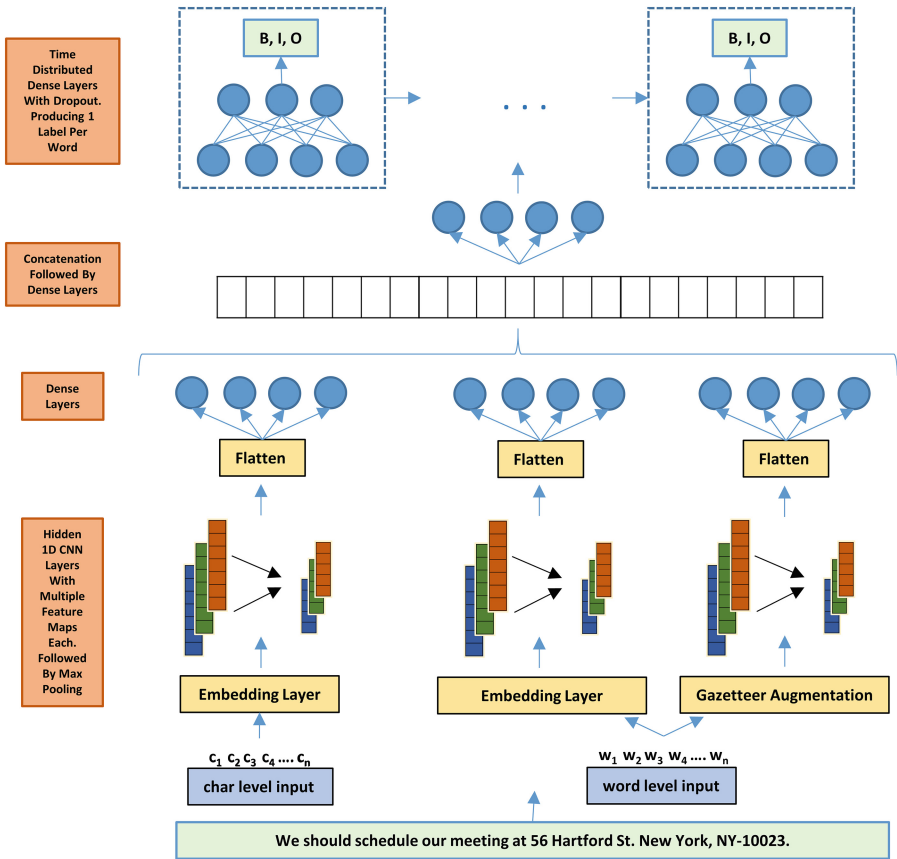 Time
Distributed
Dense Layers
With Dropout.
Producing 1
Label Per
Word
B, I, O
. . .
B, I, O
Concatenation
Followed By
Dense Layers
Dense
Layers
Flatten
Flatten
Flatten
Hidden
1D CNN
Layers
With
Multiple
Feature
Maps
Each.
Followed
By Max
Pooling
Embedding Layer
Embedding Layer
Gazetteer Augmentation
c1 c2 c3 c4 .... cn
w1 w2 w3 w4 .... wn
char level input
word level input
We should schedule our meeting at 56 Hartford St. New York, NY-10023.